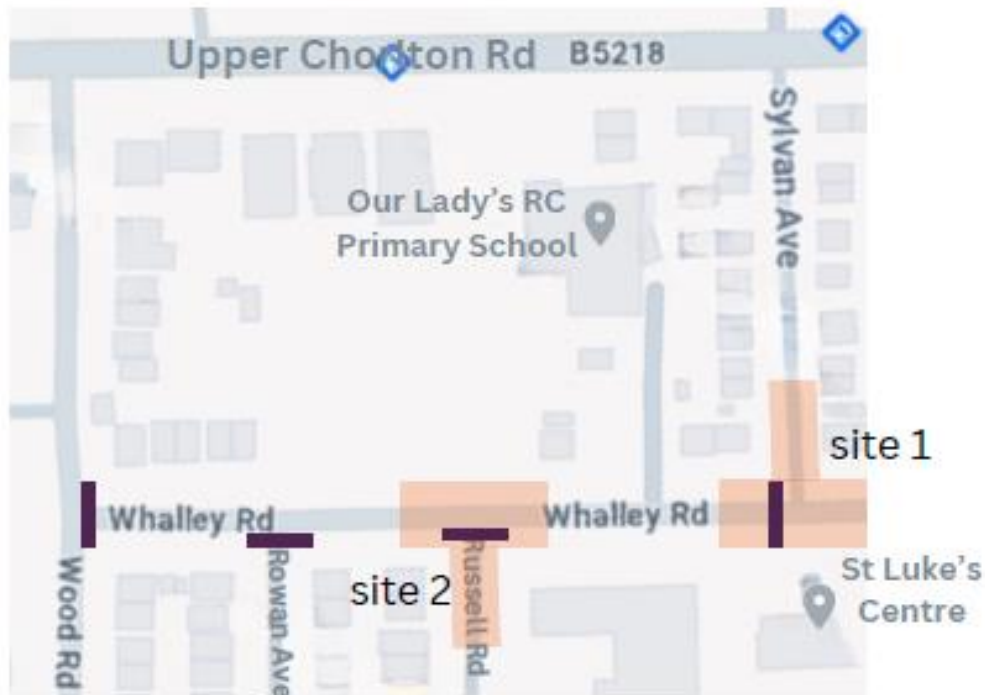 Upper Chorlton Rd B5218
Sylvan Ave
Our Lady's RC
Primary School
site 1
Whalley Rd
Whalley Rd
St Luke's
Centre
Wood Rd
Rowan Ave
site 2
Russell Rd